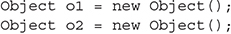 Object o1 = new Object();
Object o2 = new Object();